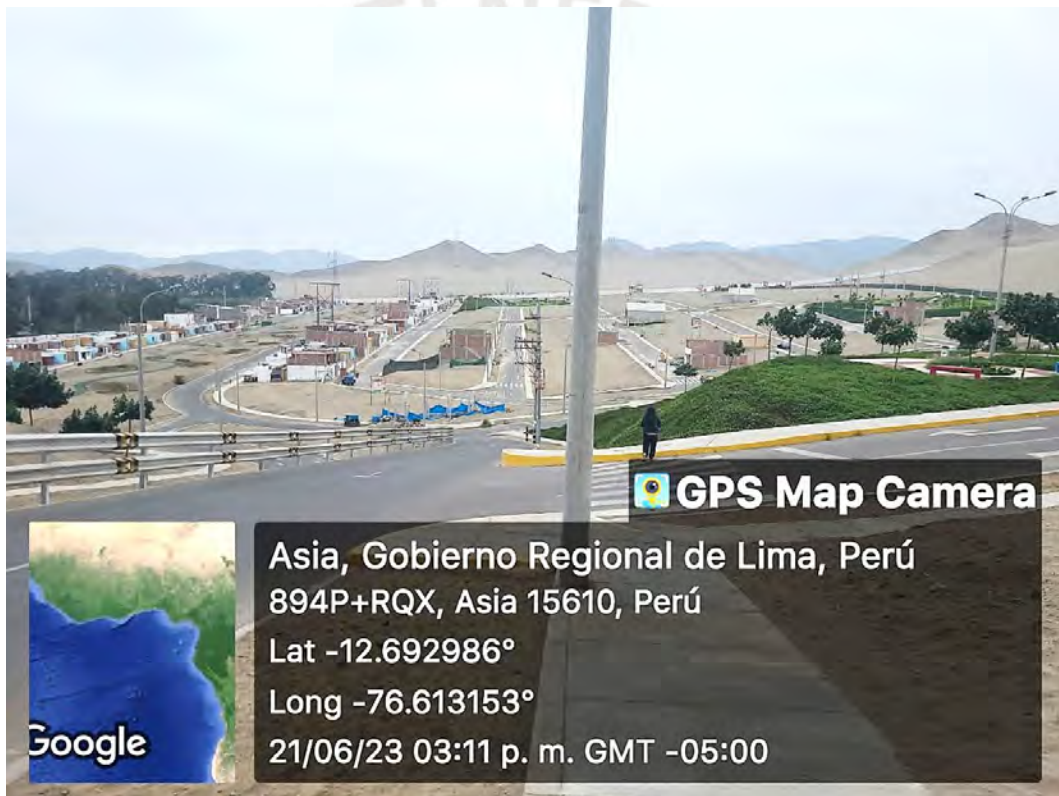 GPS Map Camera
Asia, Gobierno Regional de Lima, Perú
894P+RQX, Asia 15610, Perú
Lat -12.692986°
Long -76.613153°
21/06/23 03:11 p. m. GMT -05:00
Google